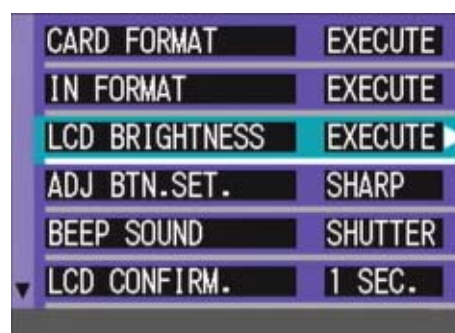 CARD FORMAT EXECUTE
IN FORMAT EXECUTE
LCD BRIGHTNESS EXECUTE
ADJ BTN.SET. SHARP
BEEP SOUND SHUTTER
LCD CONFIRM. 1 SEC.